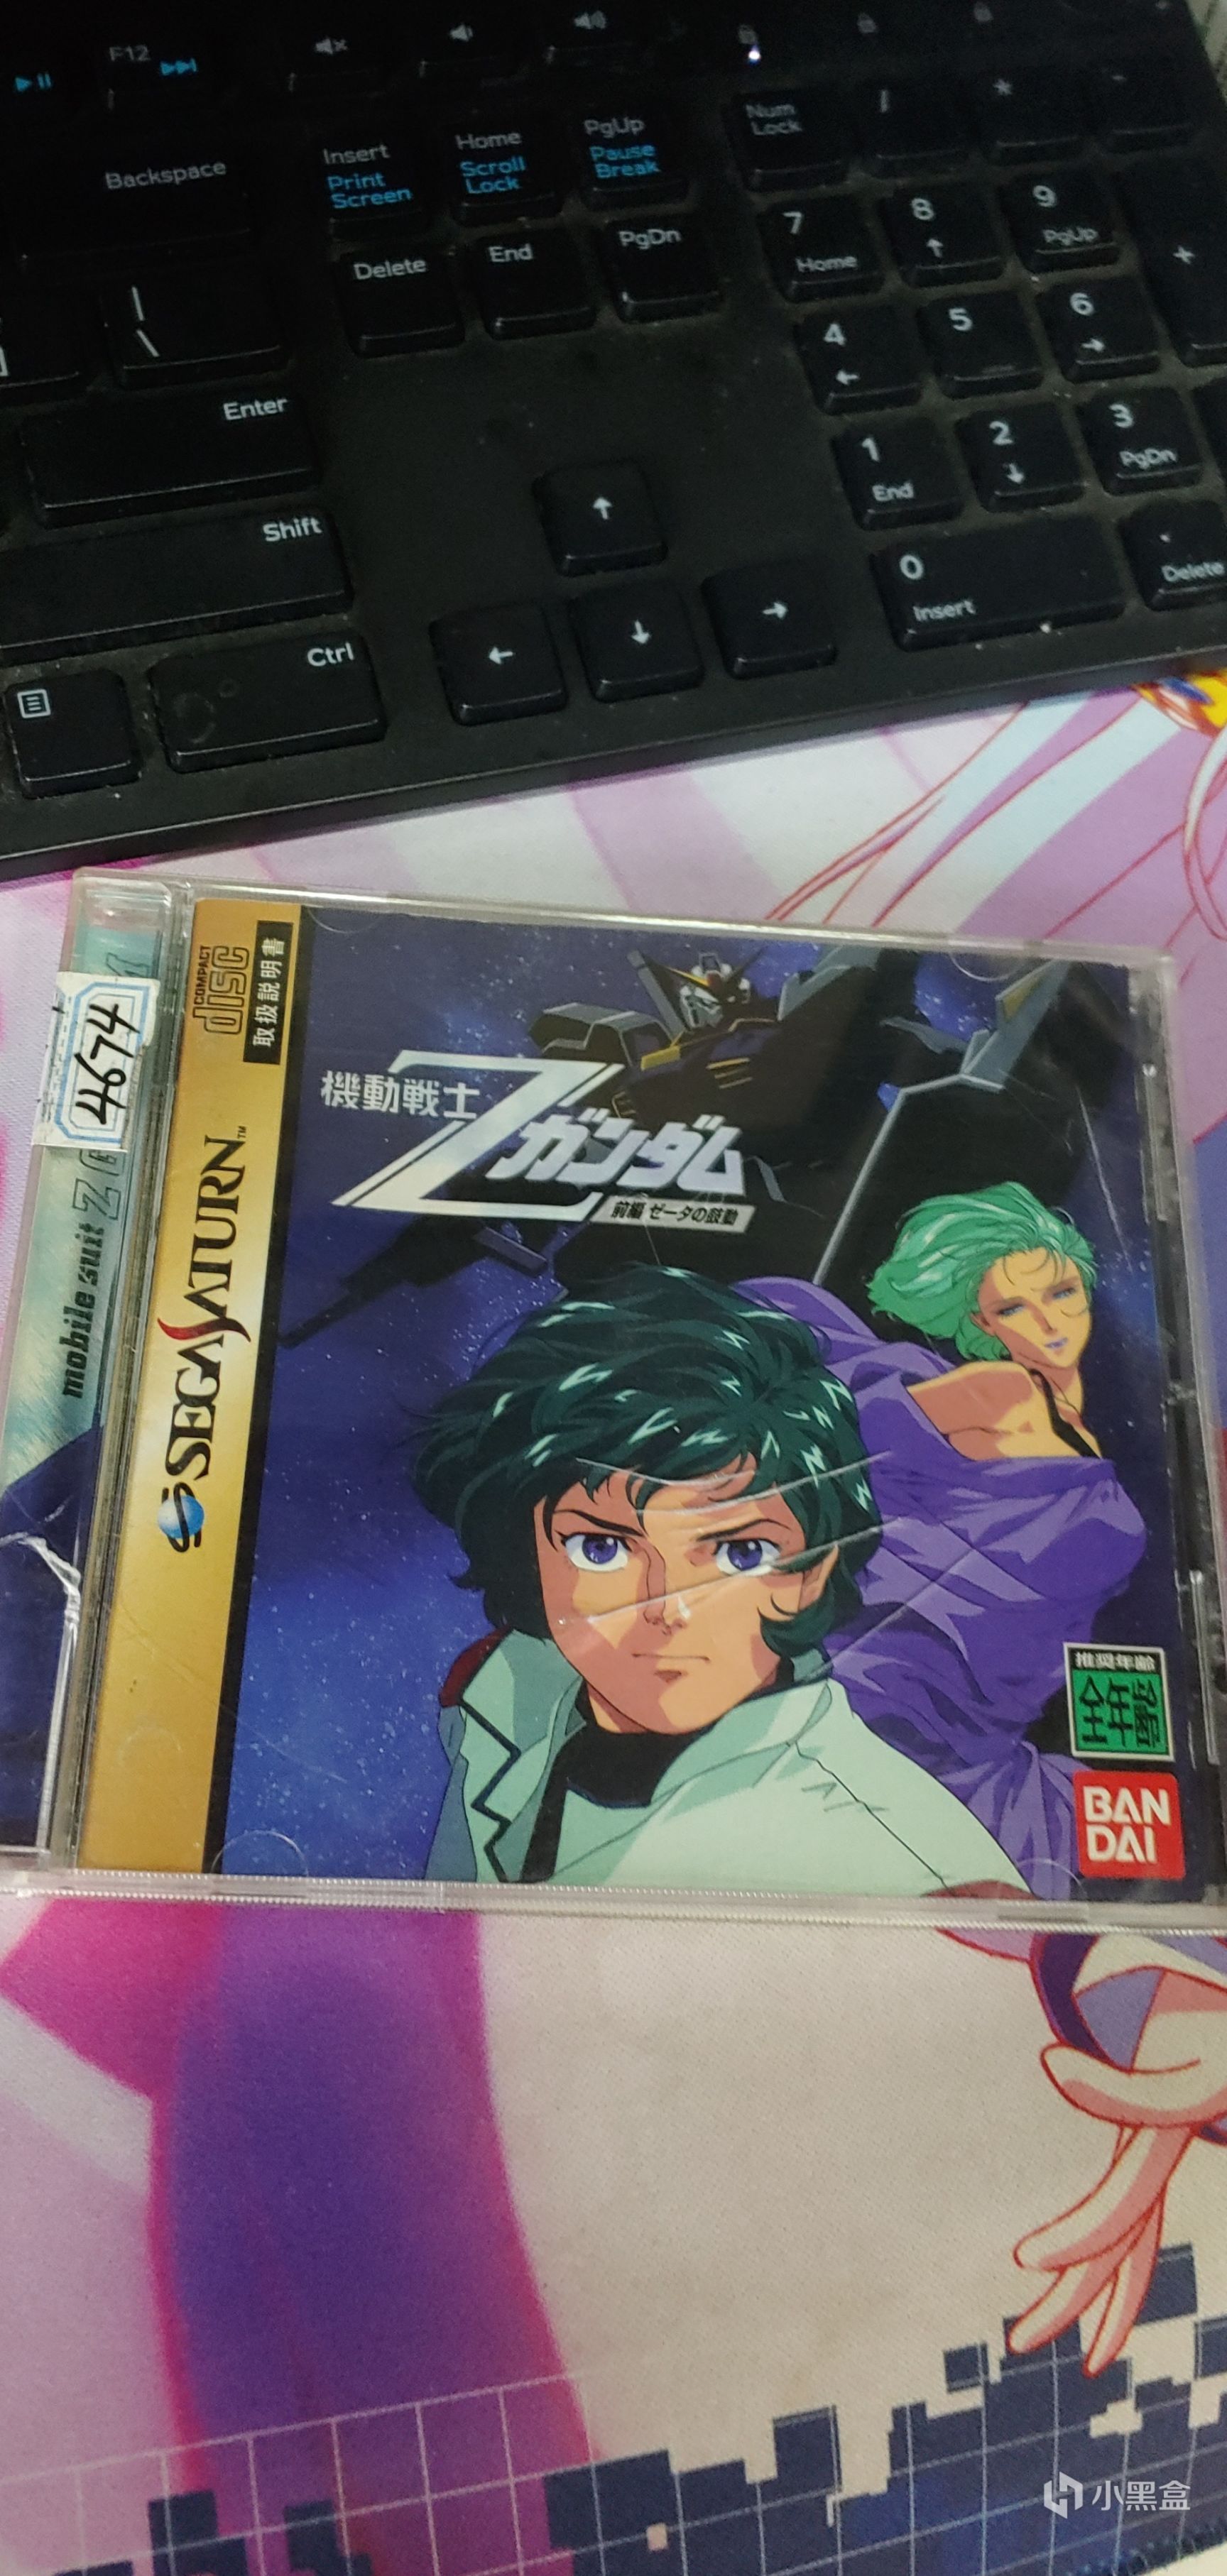 F12
Backspace
Insert
Print
Screen
Home
Scroll
Lock
PgUp
Pause
Break
Num
Lock
/
*
-
Delete
End
PgDn
7
Home
8
↑
9
PgUp
+
|
\
4
←
5
6
→
Enter
1
End
2
↓
3
PgDn
Shift
↑
0
Insert
.
Delete
Ctrl
←
↓
→
4674
mobile suit Z
COMPACT
disc
取扱説明書
SEGA SATURN™
機動戦士
Zガンダム
前編 ゼータの鼓動
推奨年齢
全年齢
BAN
DAI
小黑盒